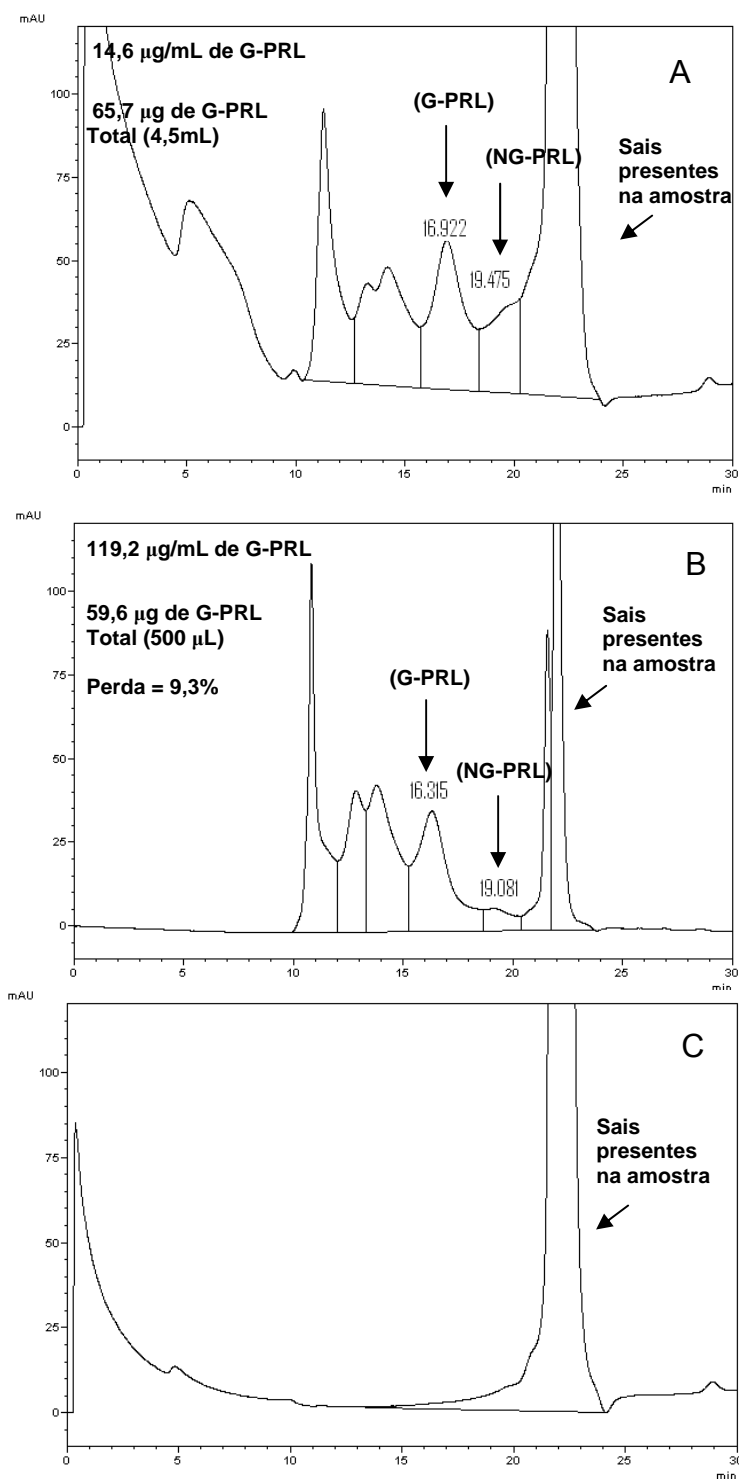 mAU
14,6 µg/mL de G-PRL
A
100
65,7 µg de G-PRL
Total (4,5mL)
(G-PRL)
(NG-PRL)
Sais
presentes
na amostra
75
16.922
19.475
50
25
0
0 5 10 15 20 25 30
min
mAU
119,2 µg/mL de G-PRL
B
100
59,6 µg de G-PRL
Total (500 µL)
Sais
presentes
na amostra
Perda = 9,3%
(G-PRL)
75
(NG-PRL)
16.315
50
19.081
25
0
0 5 10 15 20 25 30
min
mAU
C
100
Sais
presentes
na amostra
75
50
25
0
0 5 10 15 20 25 30
min